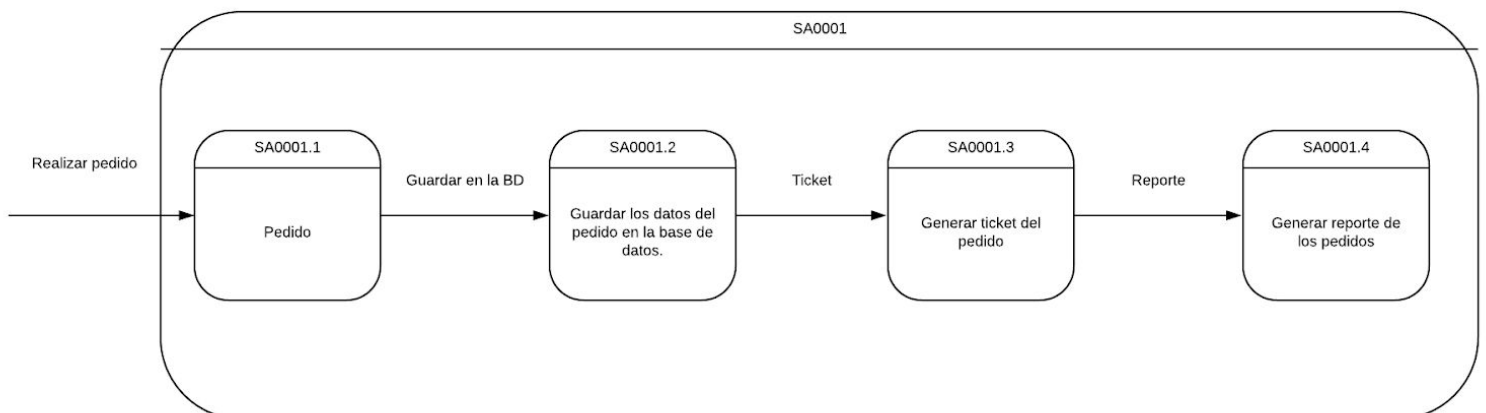 SA0001
SA0001.1
SA0001.2
SA0001.3
SA0001.4
Realizar pedido
Guardar en la BD
Ticket
Reporte
Pedido
Guardar los datos del
pedido en la base de
datos.
Generar ticket del
pedido
Generar reporte de
los pedidos